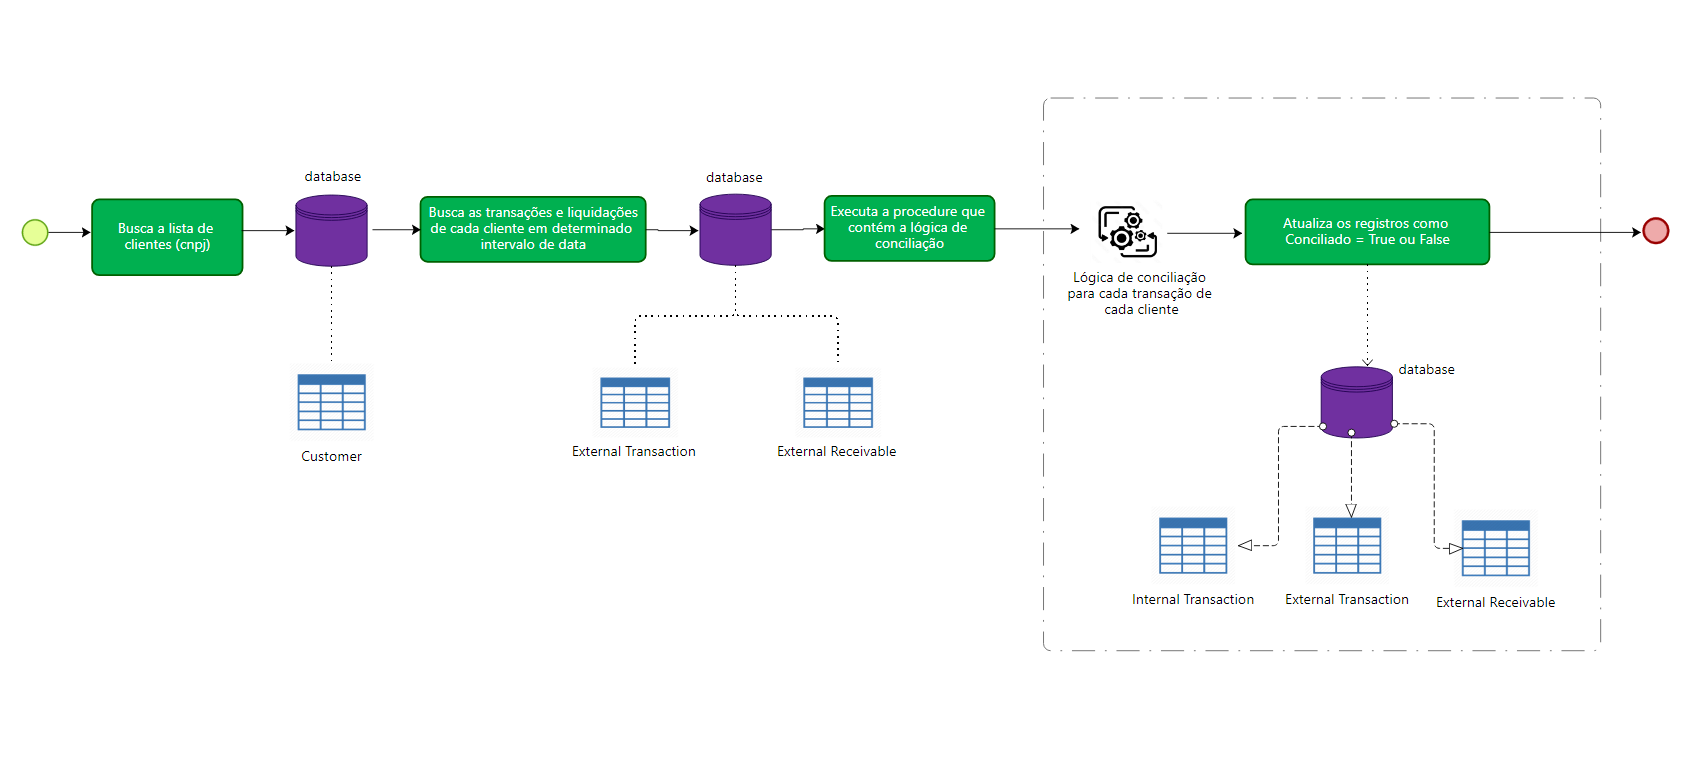 database
Busca a lista de
clientes (cnpj)
Customer
Busca as transações e liquidações
de cada cliente em determinado
intervalo de data
database
External Transaction
External Receivable
Executa a procedure que
contém a lógica de
conciliação
Lógica de conciliação
para cada transação de
cada cliente
Atualiza os registros como
Conciliado = True ou False
database
Internal Transaction
External Transaction
External Receivable